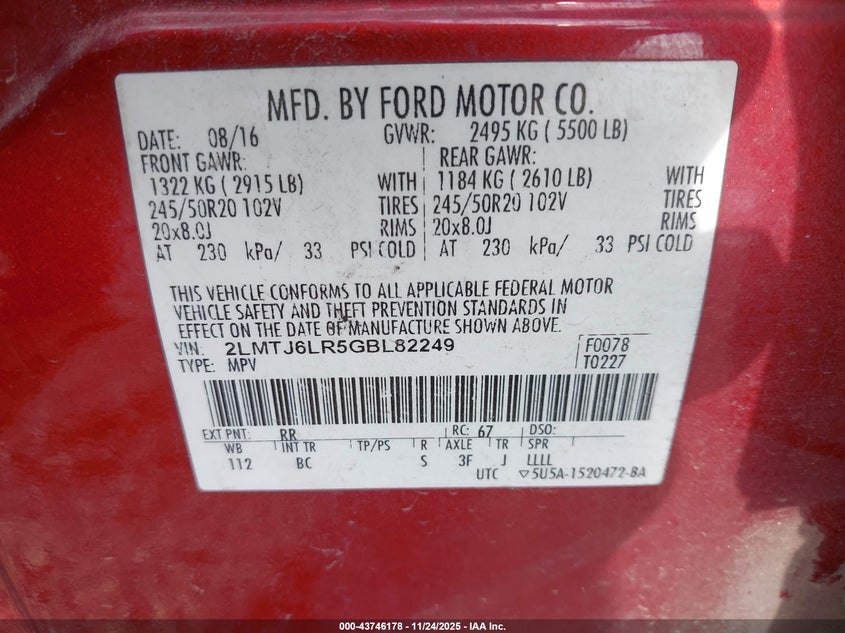 MFD. BY FORD MOTOR CO.
DATE: 08/16 GVWR: 2495 KG ( 5500 LB)
FRONT GAWR: REAR GAWR:
1322 KG ( 2915 LB) WITH 1184 KG ( 2610 LB) WITH
245/50R20 102V TIRES 245/50R20 102V TIRES
20x8.0J RIMS 20x8.0J RIMS
AT 230 kPa/ 33 PSI COLD AT 230 kPa/ 33 PSI COLD
THIS VEHICLE CONFORMS TO ALL APPLICABLE FEDERAL MOTOR
VEHICLE SAFETY AND THEFT PREVENTION STANDARDS IN
EFFECT ON THE DATE OF MANUFACTURE SHOWN ABOVE.
VIN: 2LMTJ6LR5GBL82249 F0078
TYPE: MPV T0227
EXT PNT: RR RC: 67 DSO:
WB INT TR TP/PS R AXLE TR SPR
112 BC S 3F J LLLL
UTC ▽5U5A-1520472-BA
000-43746178 - 11/24/2025 - IAA Inc.